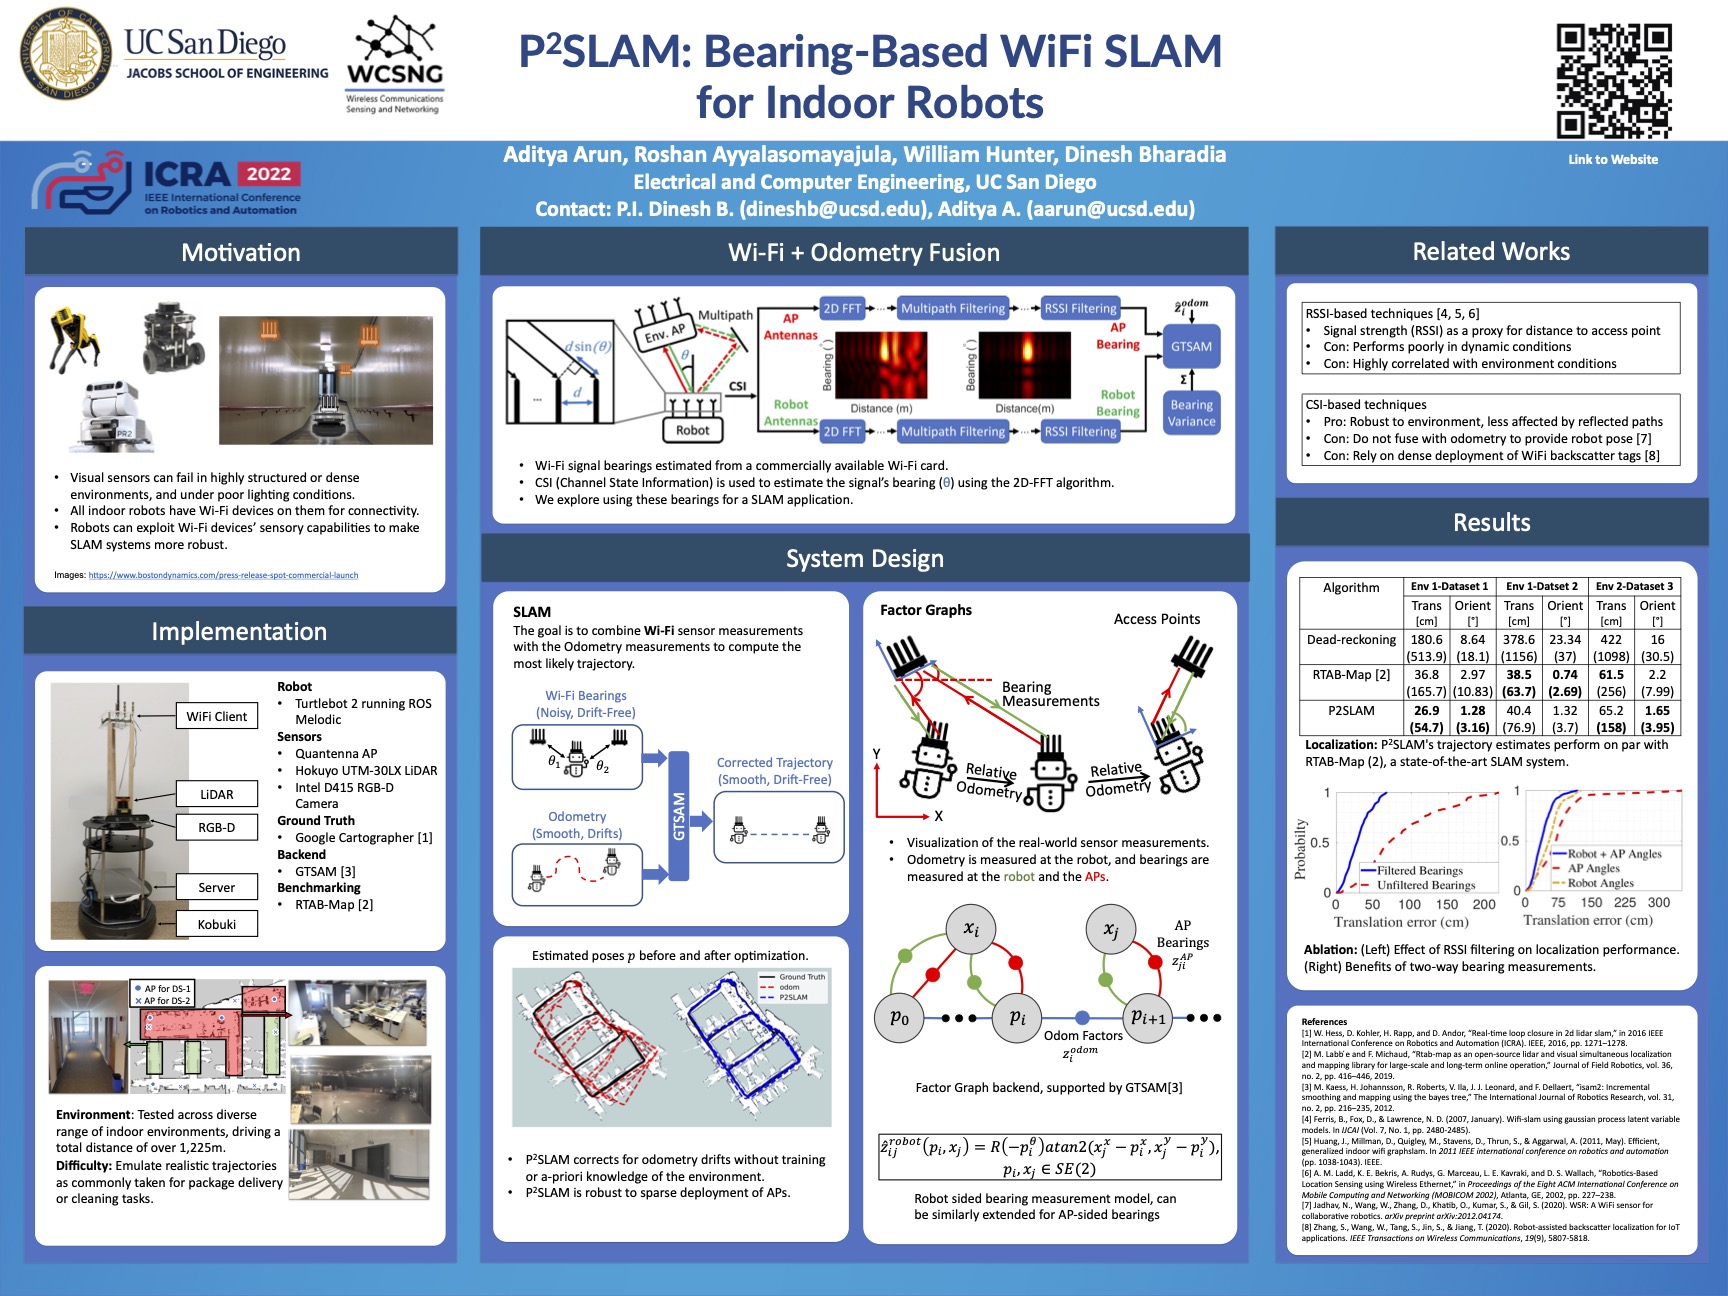 UC San Diego
JACOBS SCHOOL OF ENGINEERING
WCSNG
Wireless Communications
Sensing and Networking
P²SLAM: Bearing-Based WiFi SLAM
for Indoor Robots
Link to Website
ICRA 2022
IEEE International Conference
on Robotics and Automation
Aditya Arun, Roshan Ayyalasomayajula, William Hunter, Dinesh Bharadia
Electrical and Computer Engineering, UC San Diego
Contact: P.I. Dinesh B. (dineshb@ucsd.edu), Aditya A. (aarun@ucsd.edu)
Motivation
PR2
• Visual sensors can fail in highly structured or dense
environments, and under poor lighting conditions.
• All indoor robots have Wi-Fi devices on them for connectivity.
• Robots can exploit Wi-Fi devices' sensory capabilities to make
SLAM systems more robust.
Images: https://www.bostondynamics.com/press-release-spot-commercial-launch
Implementation
WiFi Client
LiDAR
RGB-D
Server
Kobuki
Robot
• Turtlebot 2 running ROS
Melodic
Sensors
• Quantenna AP
• Hokuyo UTM-30LX LiDAR
• Intel D415 RGB-D
Camera
Ground Truth
• Google Cartographer [1]
Backend
• GTSAM [3]
Benchmarking
• RTAB-Map [2]
AP for DS-1
AP for DS-2
Environment: Tested across diverse
range of indoor environments, driving a
total distance of over 1,225m.
Difficulty: Emulate realistic trajectories
as commonly taken for package delivery
or cleaning tasks.
Wi-Fi + Odometry Fusion
d sin(θ)
d
...
Env. AP
θ
Multipath
CSI
Robot
AP
Antennas
Robot
Antennas
2D FFT ... Multipath Filtering ... RSSI Filtering
Bearing (°)
Distance (m)
Bearing (°)
Distance(m)
2D FFT ... Multipath Filtering ... RSSI Filtering
AP
Bearing
Robot
Bearing
ẑ_i^odom
GTSAM
Σ
Bearing
Variance
• Wi-Fi signal bearings estimated from a commercially available Wi-Fi card.
• CSI (Channel State Information) is used to estimate the signal's bearing (θ) using the 2D-FFT algorithm.
• We explore using these bearings for a SLAM application.
System Design
SLAM
The goal is to combine Wi-Fi sensor measurements
with the Odometry measurements to compute the
most likely trajectory.
Wi-Fi Bearings
(Noisy, Drift-Free)
θ₁ θ₂
Odometry
(Smooth, Drifts)
GTSAM
Corrected Trajectory
(Smooth, Drift-Free)
Estimated poses p before and after optimization.
Ground Truth
odom
P2SLAM
• P²SLAM corrects for odometry drifts without training
or a-priori knowledge of the environment.
• P²SLAM is robust to sparse deployment of APs.
Factor Graphs
Access Points
Bearing
Measurements
Y
X
Relative
Odometry
Relative
Odometry
• Visualization of the real-world sensor measurements.
• Odometry is measured at the robot, and bearings are
measured at the robot and the APs.
x_i
x_j
AP
Bearings
z_ji^AP
p_0
p_i
p_i+1
Odom Factors
z_i^odom
Factor Graph backend, supported by GTSAM[3]
ẑ_ij^robot(p_i, x_j) = R(−p_i^θ)atan2(x_j^x − p_i^x, x_j^y − p_i^y),
p_i, x_j ∈ SE(2)
Robot sided bearing measurement model, can
be similarly extended for AP-sided bearings
Related Works
RSSI-based techniques [4, 5, 6]
• Signal strength (RSSI) as a proxy for distance to access point
• Con: Performs poorly in dynamic conditions
• Con: Highly correlated with environment conditions
CSI-based techniques
• Pro: Robust to environment, less affected by reflected paths
• Con: Do not fuse with odometry to provide robot pose [7]
• Con: Rely on dense deployment of WiFi backscatter tags [8]
Results
Algorithm Env 1-Dataset 1 Env 1-Datset 2 Env 2-Dataset 3
Trans Orient Trans Orient Trans Orient
[cm] [°] [cm] [°] [cm] [°]
Dead-reckoning 180.6 8.64 378.6 23.34 422 16
(513.9) (18.1) (1156) (37) (1098) (30.5)
RTAB-Map [2] 36.8 2.97 38.5 0.74 61.5 2.2
(165.7) (10.83) (63.7) (2.69) (256) (7.99)
P2SLAM 26.9 1.28 40.4 1.32 65.2 1.65
(54.7) (3.16) (76.9) (3.7) (158) (3.95)
Localization: P²SLAM's trajectory estimates perform on par with
RTAB-Map (2), a state-of-the-art SLAM system.
Probabilty
1
0.5
0
Filtered Bearings
Unfiltered Bearings
0 50 100 150 200
Translation error (cm)
1
0.5
0
Robot + AP Angles
AP Angles
Robot Angles
0 75 150 225 300
Translation error (cm)
Ablation: (Left) Effect of RSSI filtering on localization performance.
(Right) Benefits of two-way bearing measurements.
References
[1] W. Hess, D. Kohler, H. Rapp, and D. Andor, "Real-time loop closure in 2d lidar slam," in 2016 IEEE
International Conference on Robotics and Automation (ICRA). IEEE, 2016, pp. 1271–1278.
[2] M. Labb´e and F. Michaud, "Rtab-map as an open-source lidar and visual simultaneous localization
and mapping library for large-scale and long-term online operation," Journal of Field Robotics, vol. 36,
no. 2, pp. 416–446, 2019.
[3] M. Kaess, H. Johannsson, R. Roberts, V. Ila, J. J. Leonard, and F. Dellaert, "isam2: Incremental
smoothing and mapping using the bayes tree," The International Journal of Robotics Research, vol. 31,
no. 2, pp. 216–235, 2012.
[4] Ferris, B., Fox, D., & Lawrence, N. D. (2007, January). Wifi-slam using gaussian process latent variable
models. In IJCAI (Vol. 7, No. 1, pp. 2480-2485).
[5] Huang, J., Millman, D., Quigley, M., Stavens, D., Thrun, S., & Aggarwal, A. (2011, May). Efficient,
generalized indoor wifi graphslam. In 2011 IEEE international conference on robotics and automation
(pp. 1038-1043). IEEE.
[6] A. M. Ladd, K. E. Bekris, A. Rudys, G. Marceau, L. E. Kavraki, and D. S. Wallach, "Robotics-Based
Location Sensing using Wireless Ethernet," in Proceedings of the Eight ACM International Conference on
Mobile Computing and Networking (MOBICOM 2002), Atlanta, GE, 2002, pp. 227–238.
[7] Jadhav, N., Wang, W., Zhang, D., Khatib, O., Kumar, S., & Gil, S. (2020). WSR: A WiFi sensor for
collaborative robotics. arXiv preprint arXiv:2012.04174.
[8] Zhang, S., Wang, W., Tang, S., Jin, S., & Jiang, T. (2020). Robot-assisted backscatter localization for IoT
applications. IEEE Transactions on Wireless Communications, 19(9), 5807-5818.